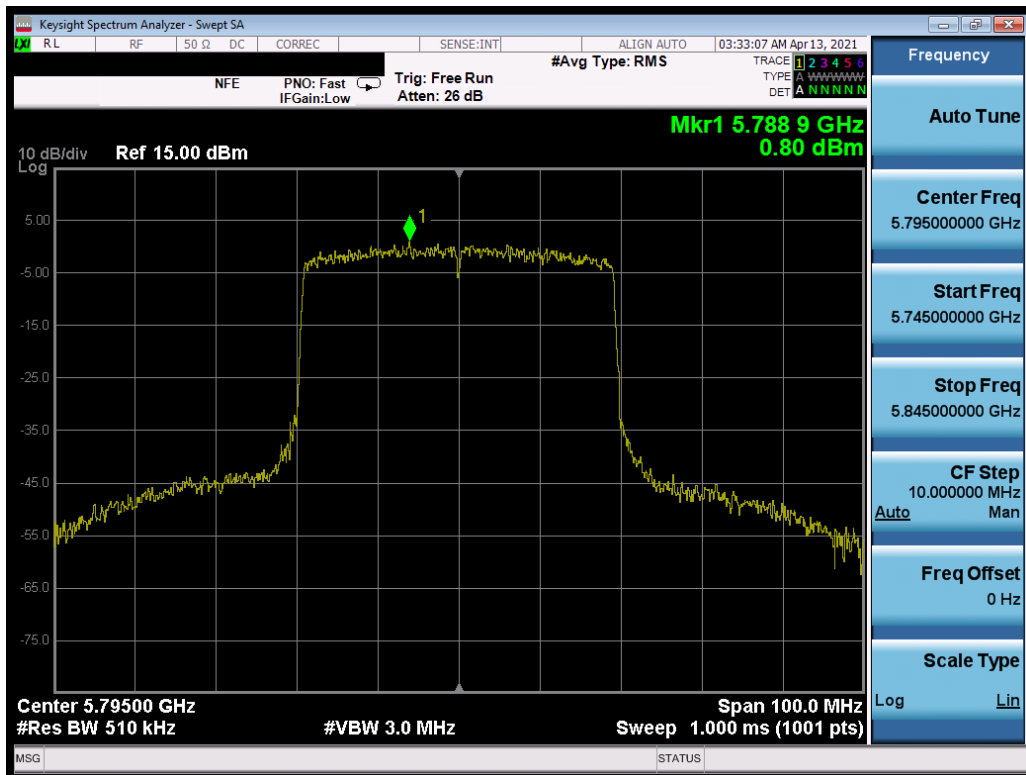 Keysight Spectrum Analyzer - Swept SA
LXI RL RF 50 Ω DC CORREC SENSE:INT ALIGN AUTO 03:33:07 AM Apr 13, 2021
#Avg Type: RMS TRACE 1 2 3 4 5 6
NFE PNO: Fast Trig: Free Run TYPE A WWWWW
IFGain:Low Atten: 26 dB DET A N N N N N
Mkr1 5.788 9 GHz
10 dB/div Ref 15.00 dBm 0.80 dBm
Log
1
5.00
-5.00
-15.0
-25.0
-35.0
-45.0
-55.0
-65.0
-75.0
Center 5.79500 GHz Span 100.0 MHz
#Res BW 510 kHz #VBW 3.0 MHz Sweep 1.000 ms (1001 pts)
MSG STATUS
Frequency
Auto Tune
Center Freq
5.795000000 GHz
Start Freq
5.745000000 GHz
Stop Freq
5.845000000 GHz
CF Step
10.000000 MHz
Auto Man
Freq Offset
0 Hz
Scale Type
Log Lin